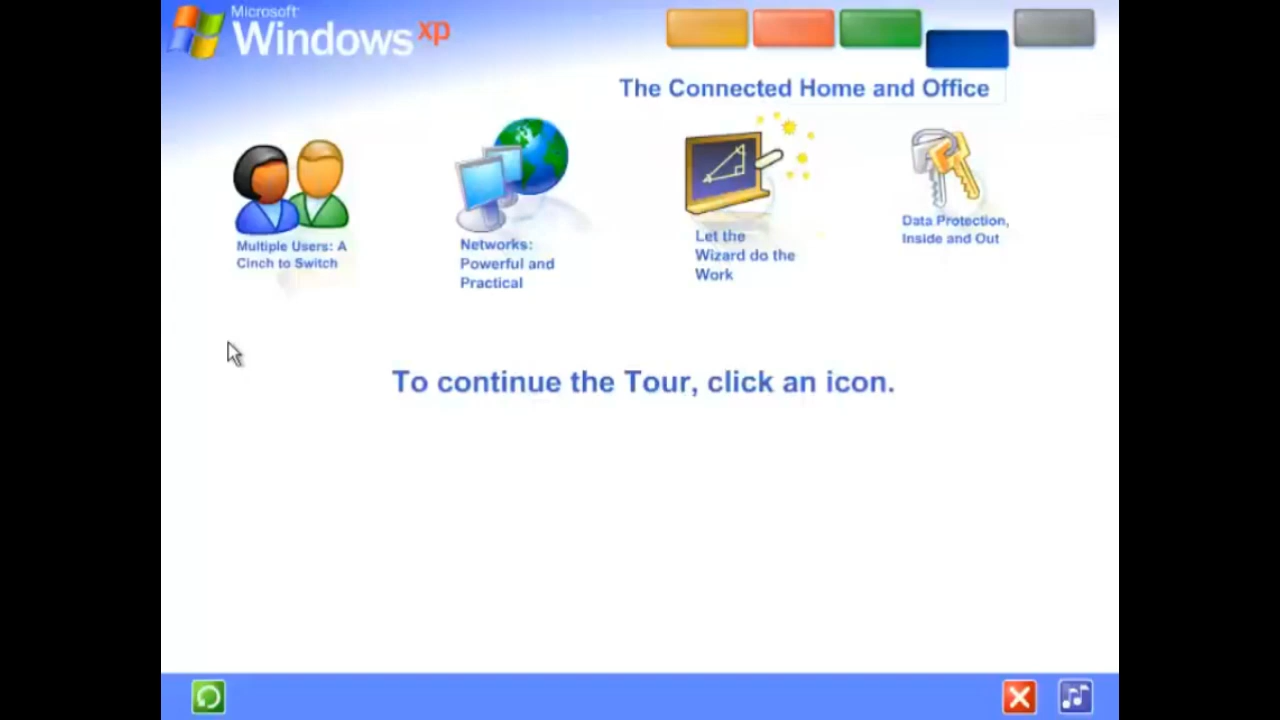 Microsoft
Windows xp
The Connected Home and Office
Multiple Users: A
Cinch to Switch
Networks:
Powerful and
Practical
Let the
Wizard do the
Work
Data Protection,
Inside and Out
To continue the Tour, click an icon.